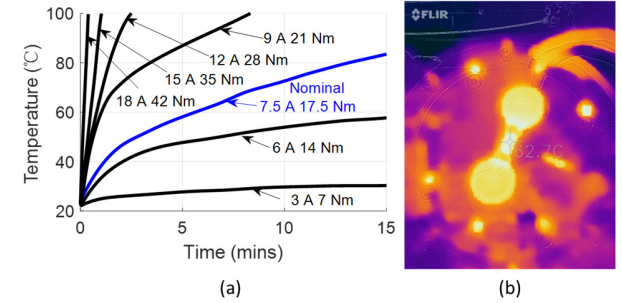 100
80
60
40
20
Temperature (℃)
0
5
10
15
Time (mins)
9 A 21 Nm
12 A 28 Nm
15 A 35 Nm
18 A 42 Nm
Nominal
7.5 A 17.5 Nm
6 A 14 Nm
3 A 7 Nm
(a)
FLIR
62.7C
(b)